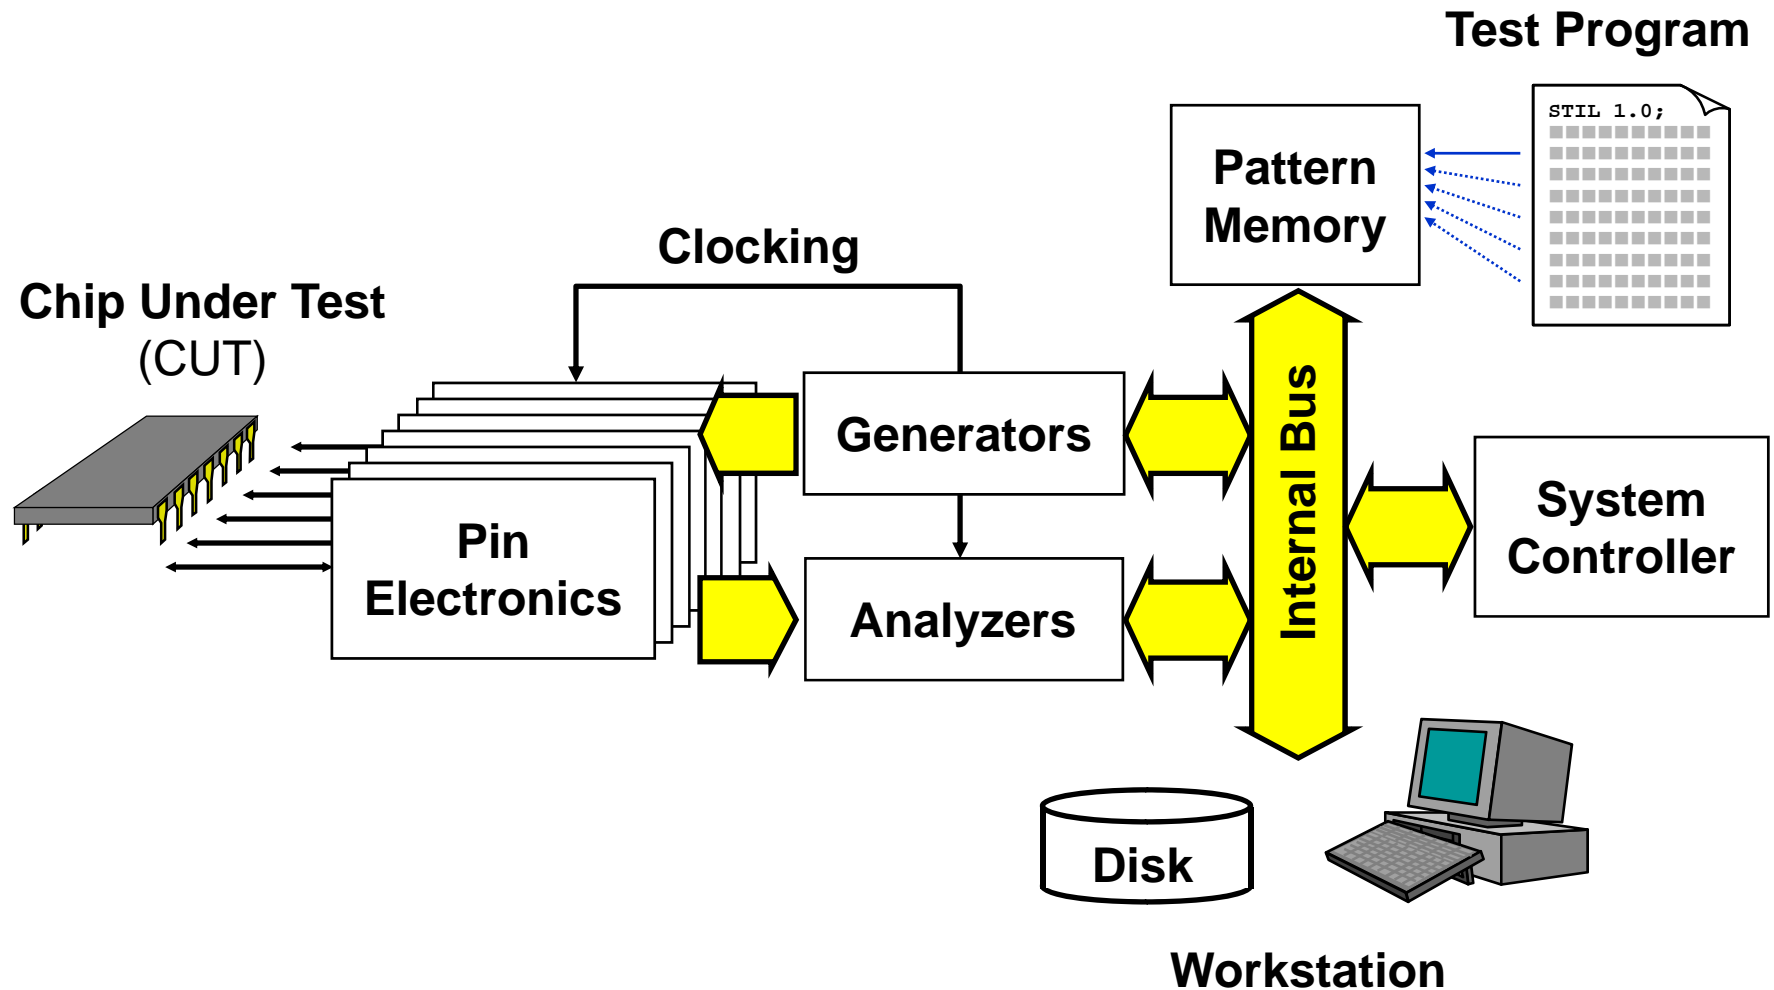 Test Program
STIL 1.0;
Pattern
Memory
Clocking
Chip Under Test
(CUT)
Generators
Internal Bus
System
Controller
Pin
Electronics
Analyzers
Disk
Workstation